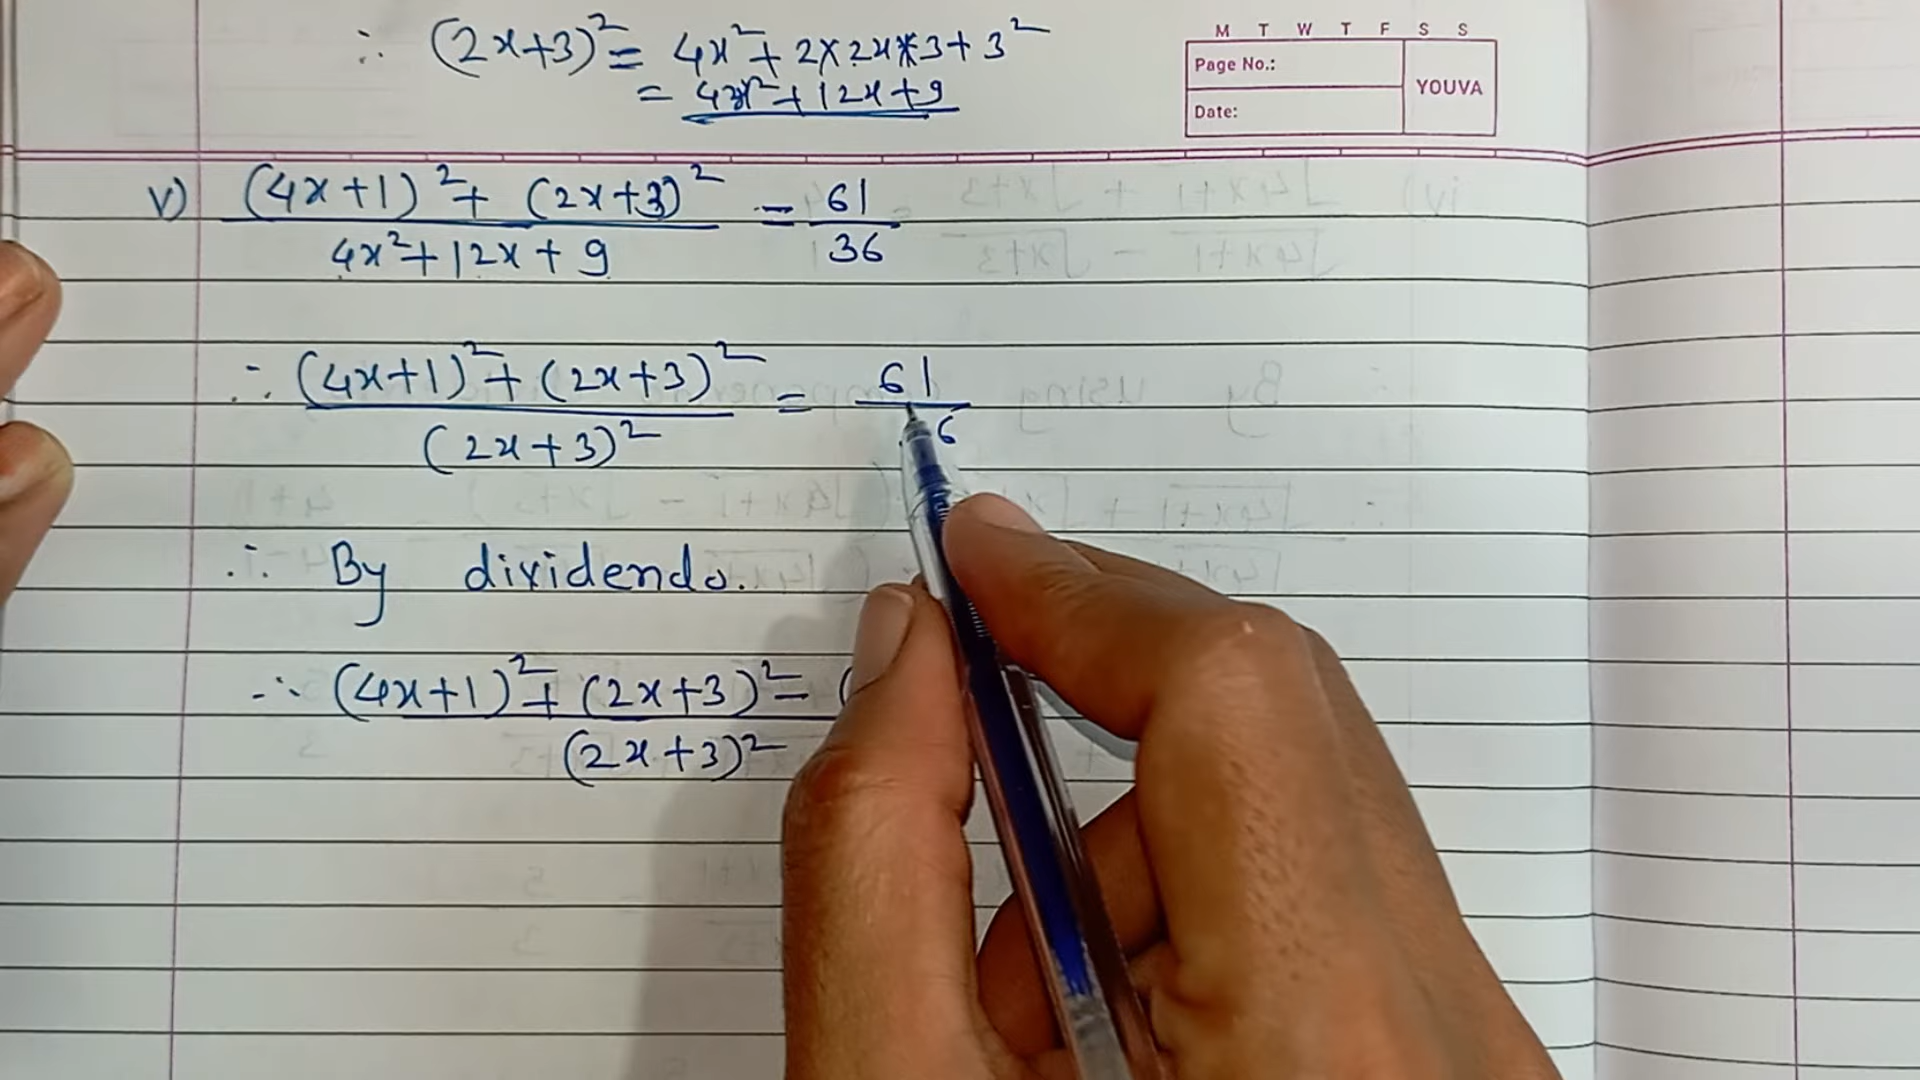 ∴ (2x+3)² = 4x² + 2×2x×3 + 3²
= 4x² + 12x + 9
M T W T F S S
Page No.:
YOUVA
Date:
v) (4x+1)² + (2x+3)² = 61
4x² + 12x + 9 36
∴ (4x+1)² + (2x+3)² = 61
(2x+3)² 6
∴ By dividendo.
∴ (4x+1)² + (2x+3)² = (
(2x+3)²